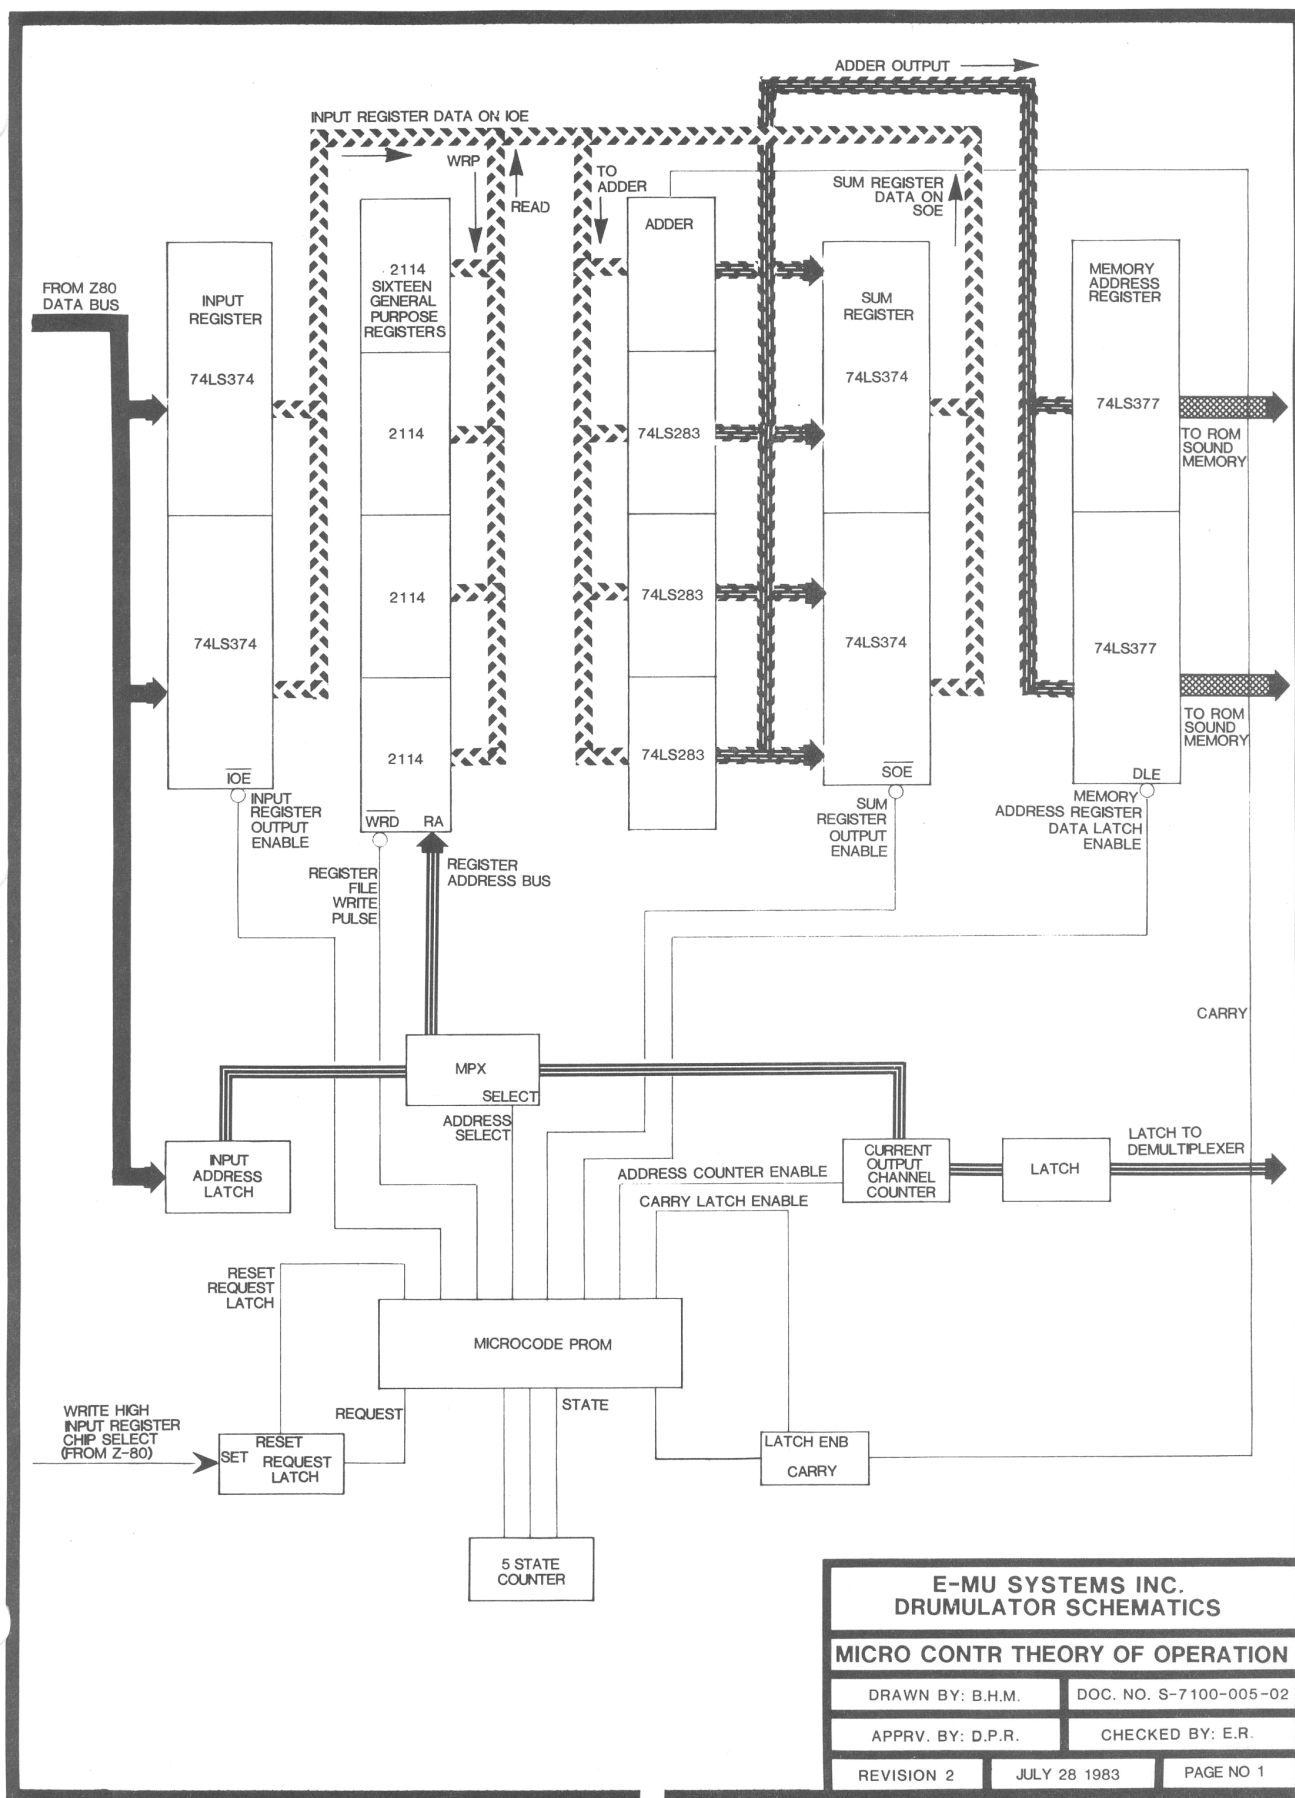 ADDER OUTPUT
INPUT REGISTER DATA ON IOE
WRP
READ
TO
ADDER
SUM REGISTER
DATA ON
SOE
FROM Z80
DATA BUS
INPUT
REGISTER
74LS374
74LS374
IOE
2114
SIXTEEN
GENERAL
PURPOSE
REGISTERS
2114
2114
2114
WRD RA
ADDER
74LS283
74LS283
74LS283
SUM
REGISTER
74LS374
74LS374
SOE
MEMORY
ADDRESS
REGISTER
74LS377
74LS377
DLE
TO ROM
SOUND
MEMORY
TO ROM
SOUND
MEMORY
INPUT
REGISTER
OUTPUT
ENABLE
REGISTER
FILE
WRITE
PULSE
REGISTER
ADDRESS BUS
SUM
REGISTER
OUTPUT
ENABLE
MEMORY
ADDRESS REGISTER
DATA LATCH
ENABLE
CARRY
MPX
SELECT
ADDRESS
SELECT
INPUT
ADDRESS
LATCH
ADDRESS COUNTER ENABLE
CARRY LATCH ENABLE
CURRENT
OUTPUT
CHANNEL
COUNTER
LATCH
LATCH TO
DEMULTIPLEXER
RESET
REQUEST
LATCH
MICROCODE PROM
WRITE HIGH
INPUT REGISTER
CHIP SELECT
(FROM Z-80)
REQUEST
STATE
RESET
SET
REQUEST
LATCH
LATCH ENB
CARRY
5 STATE
COUNTER
E-MU SYSTEMS INC.
DRUMULATOR SCHEMATICS
MICRO CONTR THEORY OF OPERATION
DRAWN BY: B.H.M.
DOC. NO. S-7100-005-02
APPRV. BY: D.P.R.
CHECKED BY: E.R.
REVISION 2
JULY 28 1983
PAGE NO 1